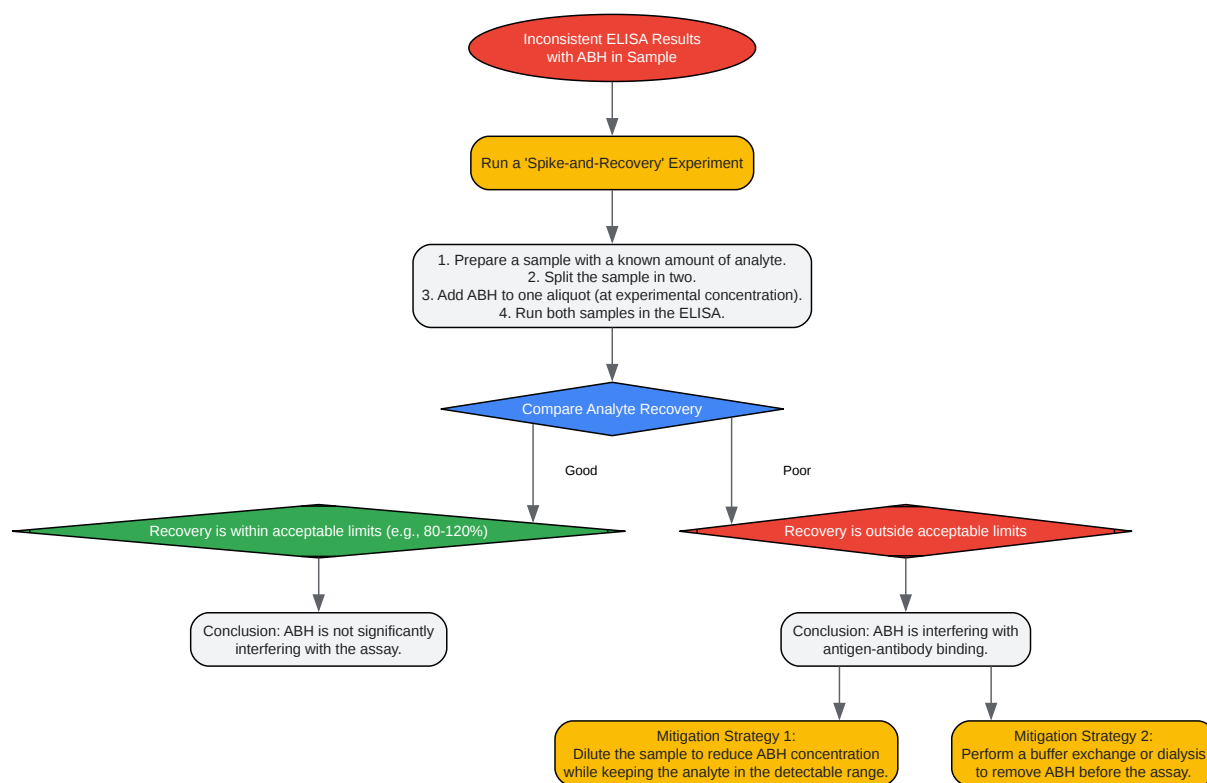 Inconsistent ELISA Results
with ABH in Sample
Run a 'Spike-and-Recovery' Experiment
1. Prepare a sample with a known amount of analyte.
2. Split the sample in two.
3. Add ABH to one aliquot (at experimental concentration).
4. Run both samples in the ELISA.
Compare Analyte Recovery
Good
Poor
Recovery is within acceptable limits (e.g., 80-120%)
Recovery is outside acceptable limits
Conclusion: ABH is not significantly
interfering with the assay.
Conclusion: ABH is interfering with
antigen-antibody binding.
Mitigation Strategy 1:
Dilute the sample to reduce ABH concentration
while keeping the analyte in the detectable range.
Mitigation Strategy 2:
Perform a buffer exchange or dialysis
to remove ABH before the assay.